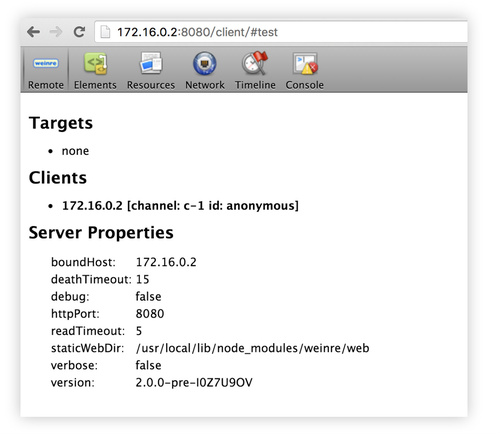 172.16.0.2:8080/client/#test
weinre
Remote Elements Resources Network Timeline Console
Targets
• none
Clients
• 172.16.0.2 [channel: c-1 id: anonymous]
Server Properties
boundHost: 172.16.0.2
deathTimeout: 15
debug: false
httpPort: 8080
readTimeout: 5
staticWebDir: /usr/local/lib/node_modules/weinre/web
verbose: false
version: 2.0.0-pre-I0Z7U9OV